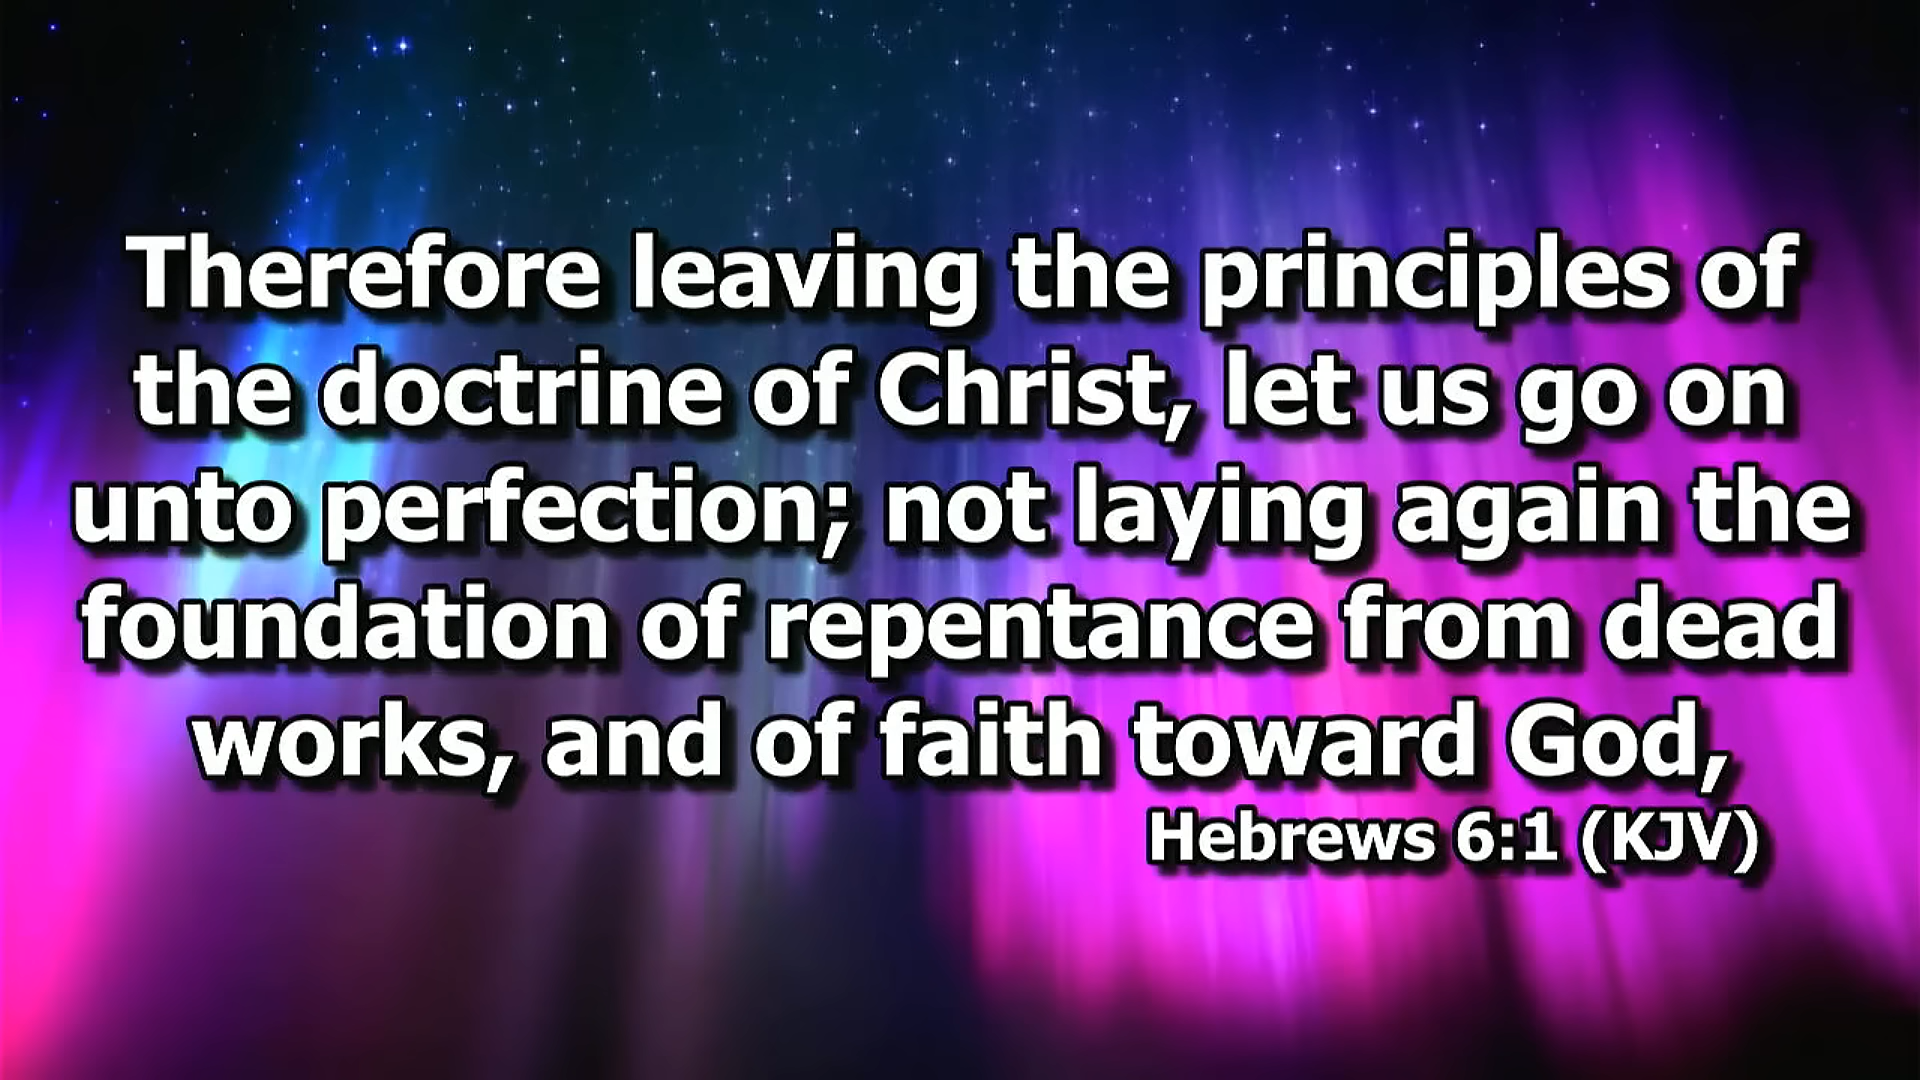 Therefore leaving the principles of
the doctrine of Christ, let us go on
unto perfection; not laying again the
foundation of repentance from dead
works, and of faith toward God,
Hebrews 6:1 (KJV)